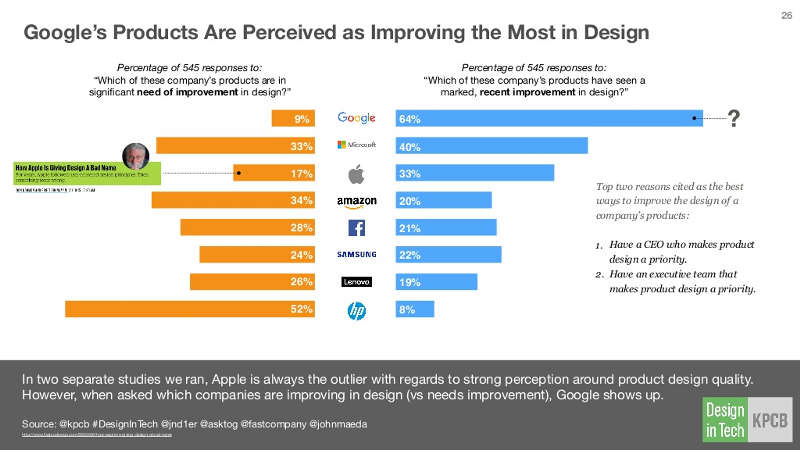 26
Google's Products Are Perceived as Improving the Most in Design
Percentage of 545 responses to:
“Which of these company's products are in
significant need of improvement in design?”
Percentage of 545 responses to:
“Which of these company's products have seen a
marked, recent improvement in design?”
9% Google 64% ?
33% Microsoft 40%
How Apple Is Giving Design A Bad Name
17% 33%
34% amazon 20%
28% f 21%
24% SAMSUNG 22%
26% Lenovo 19%
52% hp 8%
Top two reasons cited as the best
ways to improve the design of a
company's products:
1. Have a CEO who makes product
design a priority.
2. Have an executive team that
makes product design a priority.
In two separate studies we ran, Apple is always the outlier with regards to strong perception around product design quality.
However, when asked which companies are improving in design (vs needs improvement), Google shows up.
Source: @kpcb #DesignInTech @jnd1er @asktog @fastcompany @johnmaeda
Design
in Tech
KPCB